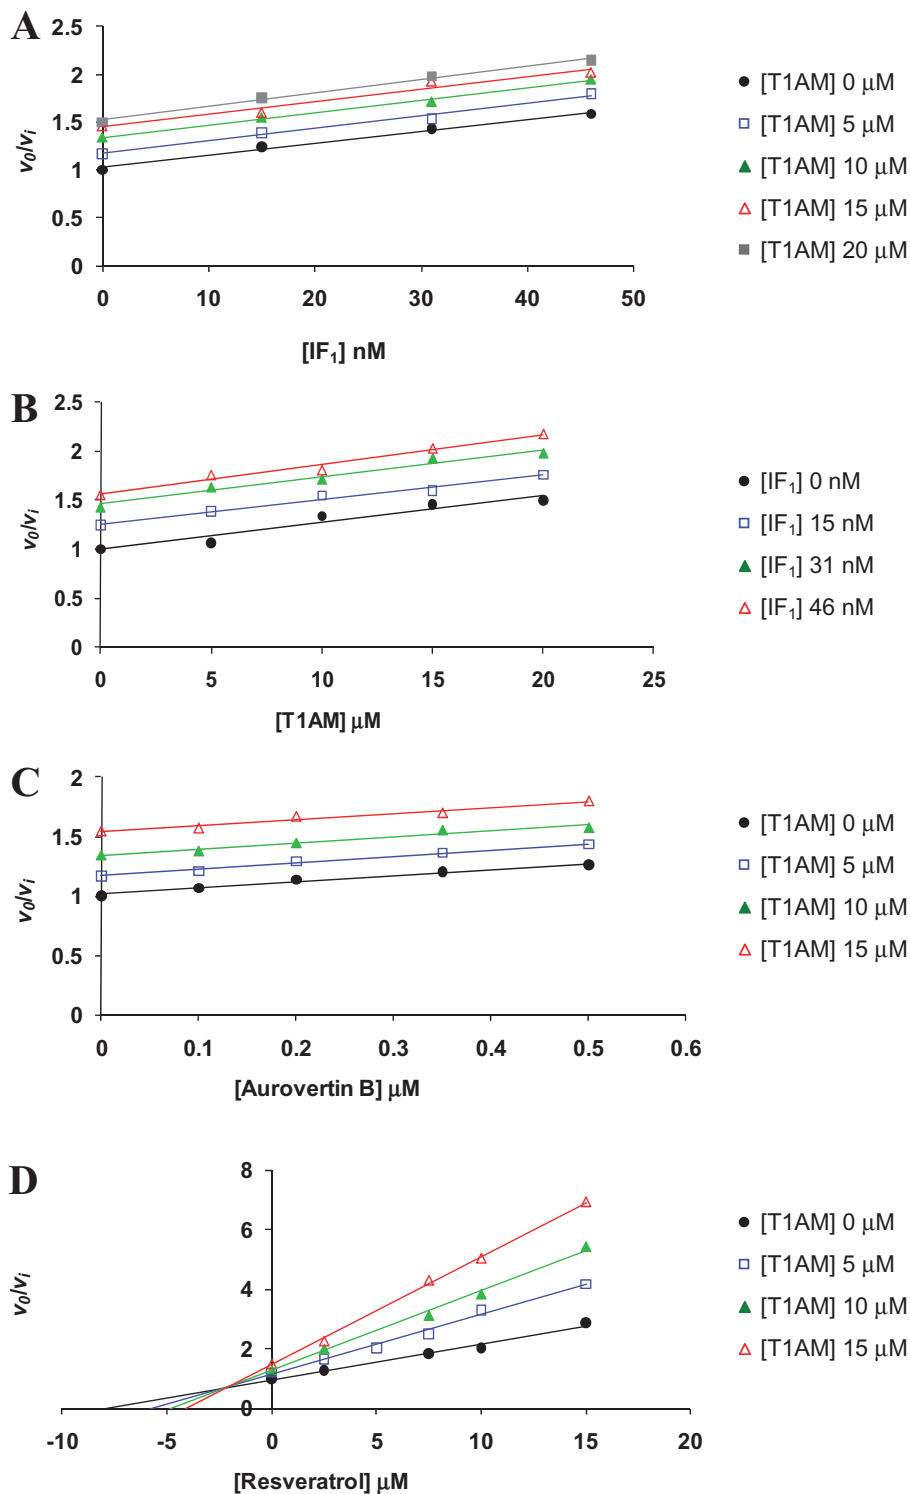 A
2.5
2
1.5
1
0.5
0
v0/vi
0 10 20 30 40 50
[IF1] nM
[T1AM] 0 µM
[T1AM] 5 µM
[T1AM] 10 µM
[T1AM] 15 µM
[T1AM] 20 µM
B
2.5
2
1.5
1
0.5
0
v0/vi
0 5 10 15 20 25
[T1AM] µM
[IF1] 0 nM
[IF1] 15 nM
[IF1] 31 nM
[IF1] 46 nM
C
2
1.5
1
0.5
0
v0/vi
0 0.1 0.2 0.3 0.4 0.5 0.6
[Aurovertin B] µM
[T1AM] 0 µM
[T1AM] 5 µM
[T1AM] 10 µM
[T1AM] 15 µM
D
8
6
4
2
0
v0/vi
-10 -5 0 5 10 15 20
[Resveratrol] µM
[T1AM] 0 µM
[T1AM] 5 µM
[T1AM] 10 µM
[T1AM] 15 µM